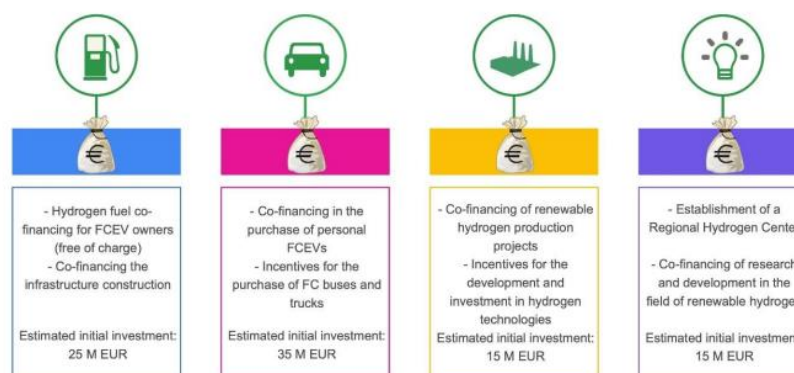 €
€
€
€
- Hydrogen fuel co-
financing for FCEV owners
(free of charge)
- Co-financing the
infrastructure construction
Estimated initial investment:
25 M EUR
- Co-financing in the
purchase of personal
FCEVs
- Incentives for the
purchase of FC buses and
trucks
Estimated initial investment:
35 M EUR
- Co-financing of renewable
hydrogen production
projects
- Incentives for the
development and
investment in hydrogen
technologies
Estimated initial investment:
15 M EUR
- Establishment of a
Regional Hydrogen Cente
- Co-financing of research
and development in the
field of renewable hydroge
Estimated initial investmen
15 M EUR